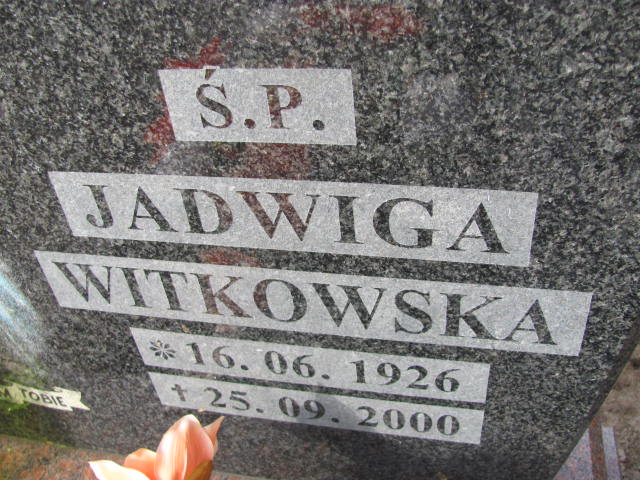 Ś.P.
JADWIGA
WITKOWSKA
* 16. 06. 1926
† 25. 09. 2000
TOBIE